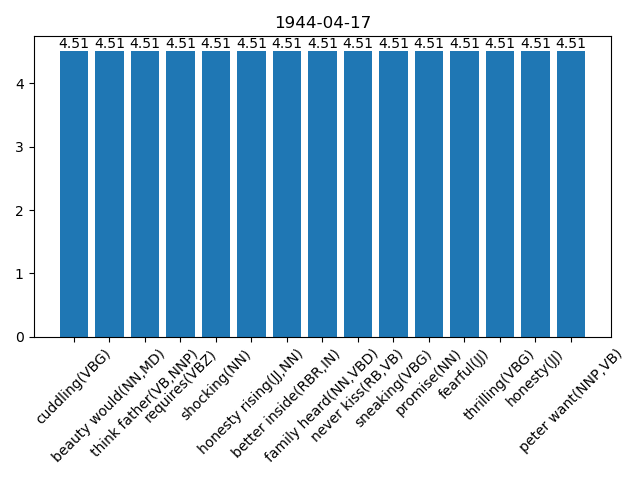 1944-04-17
4.51 4.51 4.51 4.51 4.51 4.51 4.51 4.51 4.51 4.51 4.51 4.51 4.51 4.51 4.51
4
3
2
1
0
cuddling(VBG)
beauty would(NN,MD)
think father(VB,NNP)
requires(VBZ)
shocking(NN)
honesty rising(JJ,NN)
better inside(RBR,IN)
family heard(NN,VBD)
never kiss(RB,VB)
sneaking(VBG)
promise(NN)
fearful(JJ)
thrilling(VBG)
honesty(JJ)
peter want(NNP,VB)